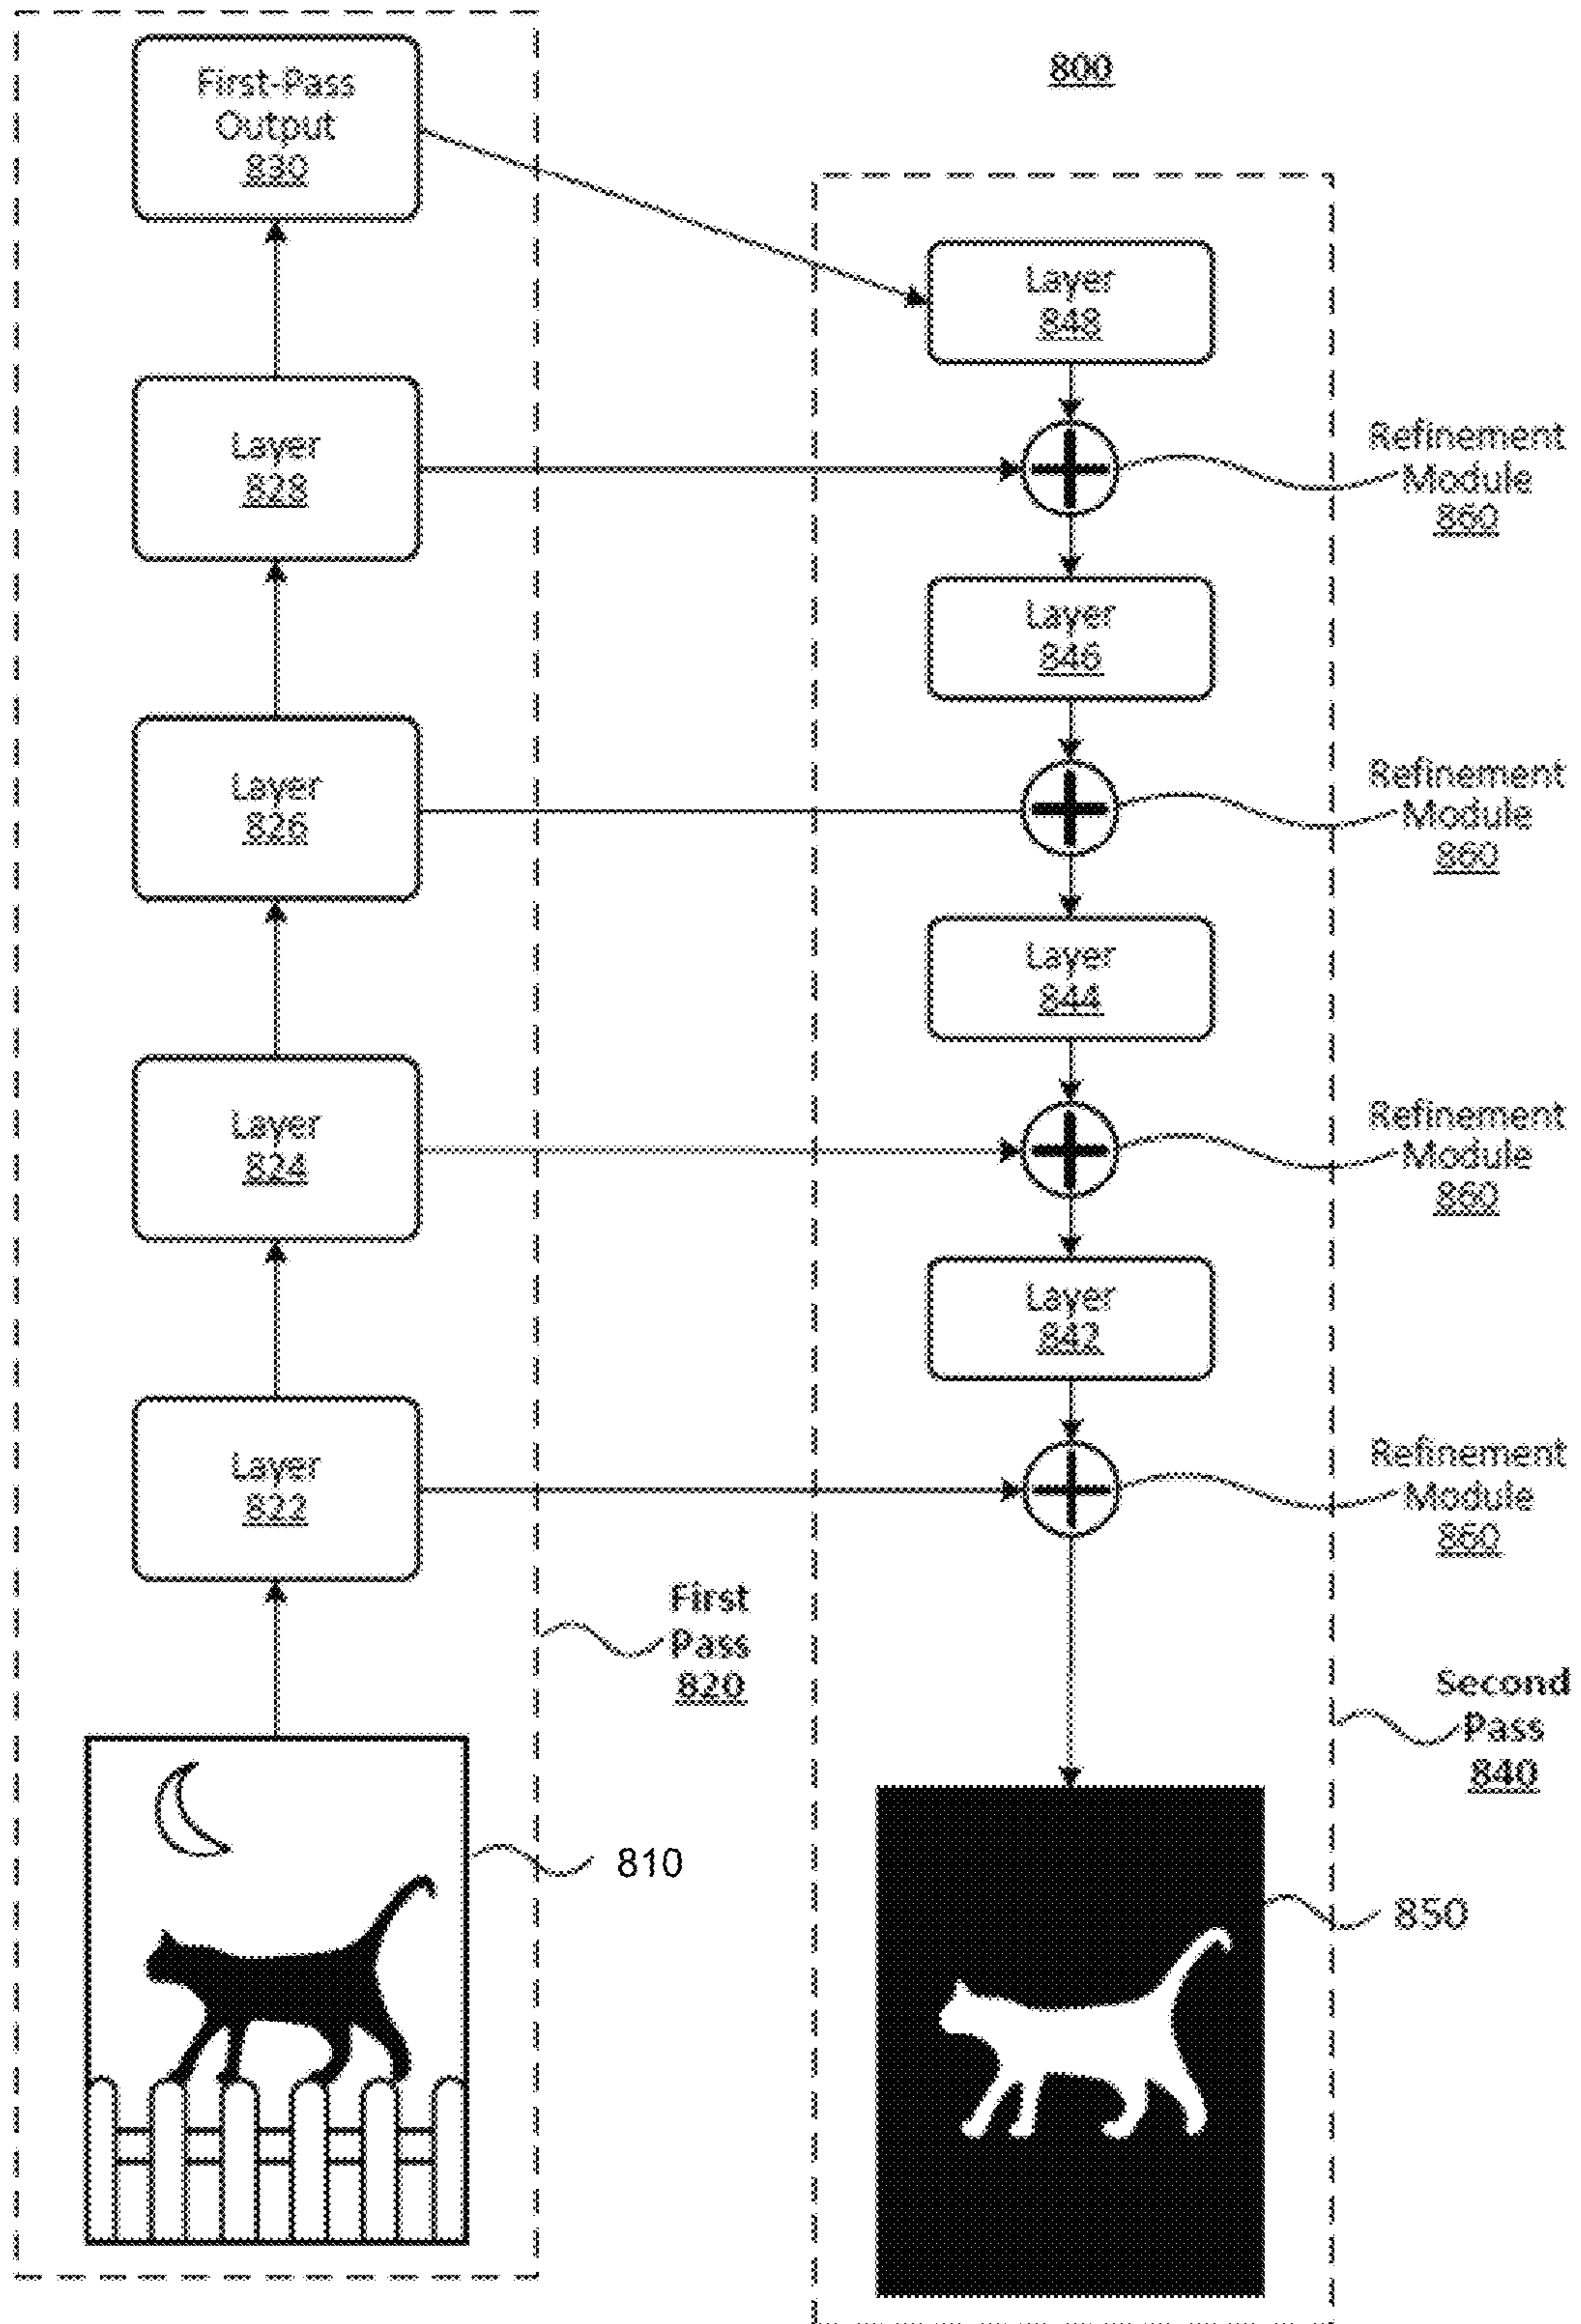 800
First-Pass
Output
830
Layer
848
Layer
828
Refinement
Module
860
Layer
846
Layer
826
Refinement
Module
860
Layer
844
Layer
824
Refinement
Module
860
Layer
842
Layer
822
Refinement
Module
860
First
Pass
820
Second
Pass
840
810
850